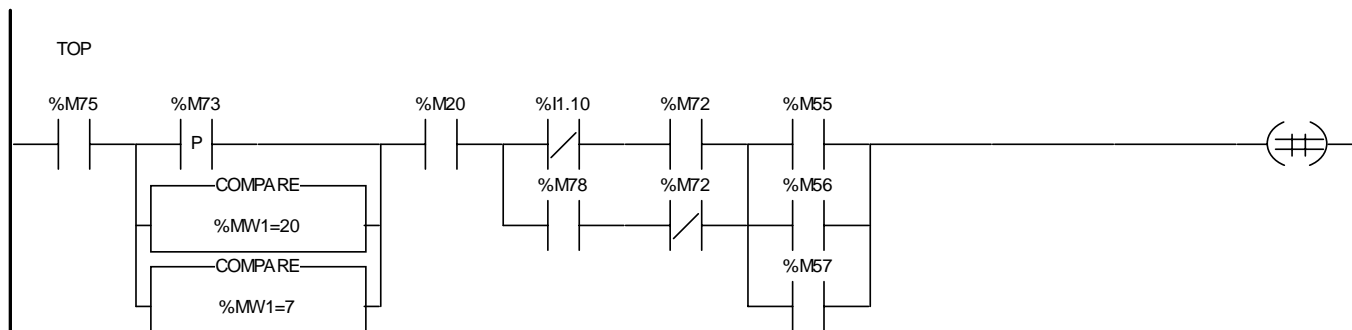 TOP
%M75 %M73 %M20 %I1.10 %M72 %M55
P
COMPARE %M78 %M72 %M56
%MW1=20
COMPARE %M57
%MW1=7